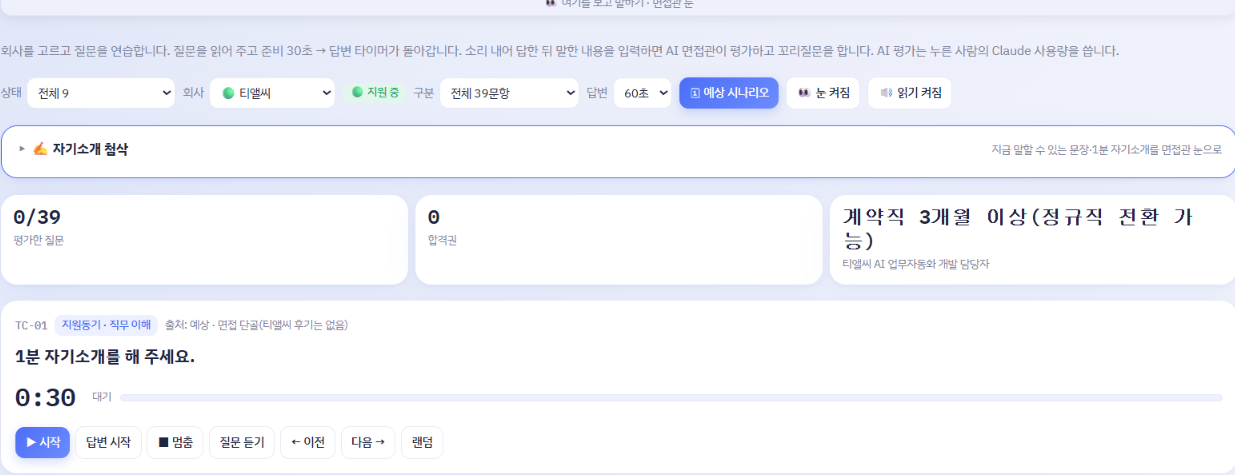 여기를 보고 말하기 · 면접관 눈
회사를 고르고 질문을 연습합니다. 질문을 읽어 주고 준비 30초 → 답변 타이머가 돌아갑니다. 소리 내어 답한 뒤 말한 내용을 입력하면 AI 면접관이 평가하고 꼬리질문을 합니다. AI 평가는 누른 사람의 Claude 사용량을 씁니다.
상태 전체 9 회사 티앨씨 지원 중 구분 전체 39문항 답변 60초 예상 시나리오 눈 켜짐 읽기 켜짐
▸ ✍ 자기소개 첨삭 지금 말할 수 있는 문장·1분 자기소개를 면접관 눈으로
0/39
평가한 질문
0
합격권
계약직 3개월 이상(정규직 전환 가
능)
티앨씨 AI 업무자동화 개발 담당자
TC-01 지원동기 · 직무 이해 출처: 예상 · 면접 단골(티앨씨 후기는 없음)
1분 자기소개를 해 주세요.
0:30 대기
▶ 시작 답변 시작 ■ 멈춤 질문 듣기 ← 이전 다음 → 랜덤